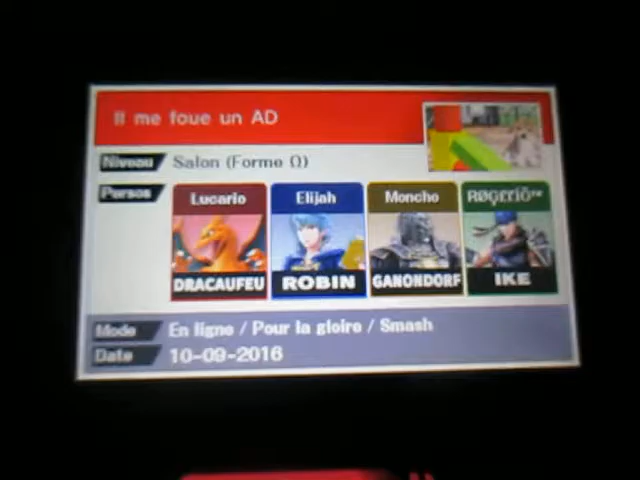 Il me foue un AD
Niveau Salon (Forme Ω)
Persos
Lucario Elijah Moncho RØÇƐríõ™
DRACAUFEU ROBIN GANONDORF IKE
Mode En ligne / Pour la gloire / Smash
Date 10-09-2016